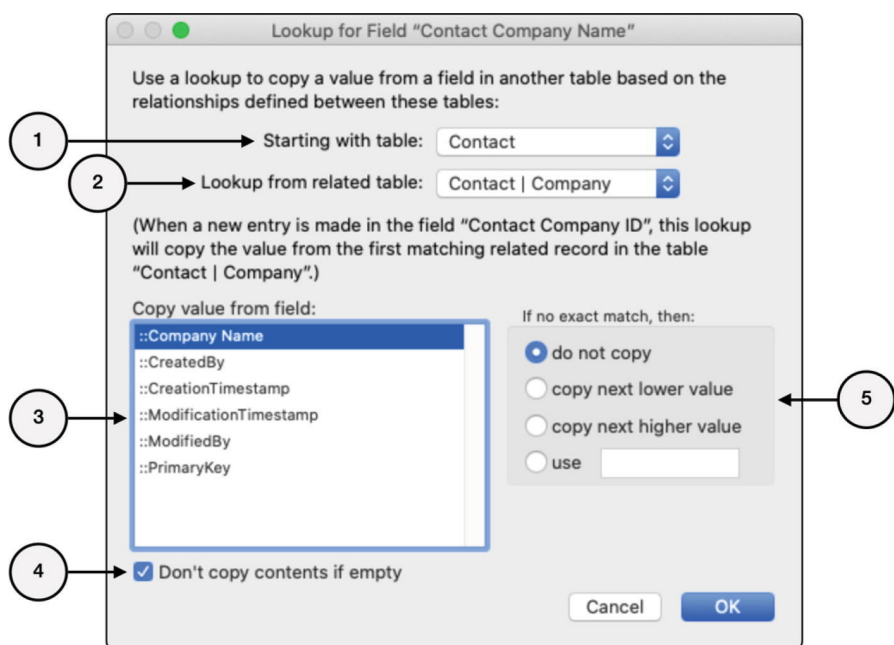 Lookup for Field “Contact Company Name”
Use a lookup to copy a value from a field in another table based on the
relationships defined between these tables:
1
Starting with table: Contact
2
Lookup from related table: Contact | Company
(When a new entry is made in the field “Contact Company ID”, this lookup
will copy the value from the first matching related record in the table
“Contact | Company”.)
Copy value from field:
::Company Name
::CreatedBy
::CreationTimestamp
3
::ModificationTimestamp
::ModifiedBy
::PrimaryKey
If no exact match, then:
do not copy
copy next lower value
5
copy next higher value
use
4
Don't copy contents if empty
Cancel
OK